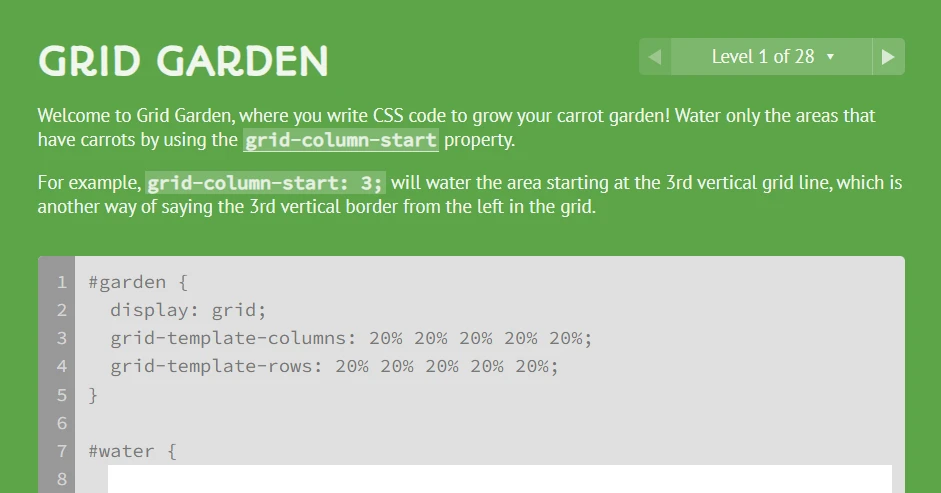 GRID GARDEN
◀ Level 1 of 28 ▼ ▶
Welcome to Grid Garden, where you write CSS code to grow your carrot garden! Water only the areas that
have carrots by using the grid-column-start property.
For example, grid-column-start: 3; will water the area starting at the 3rd vertical grid line, which is
another way of saying the 3rd vertical border from the left in the grid.
1 #garden {
2   display: grid;
3   grid-template-columns: 20% 20% 20% 20% 20%;
4   grid-template-rows: 20% 20% 20% 20% 20%;
5 }
6
7 #water {
8